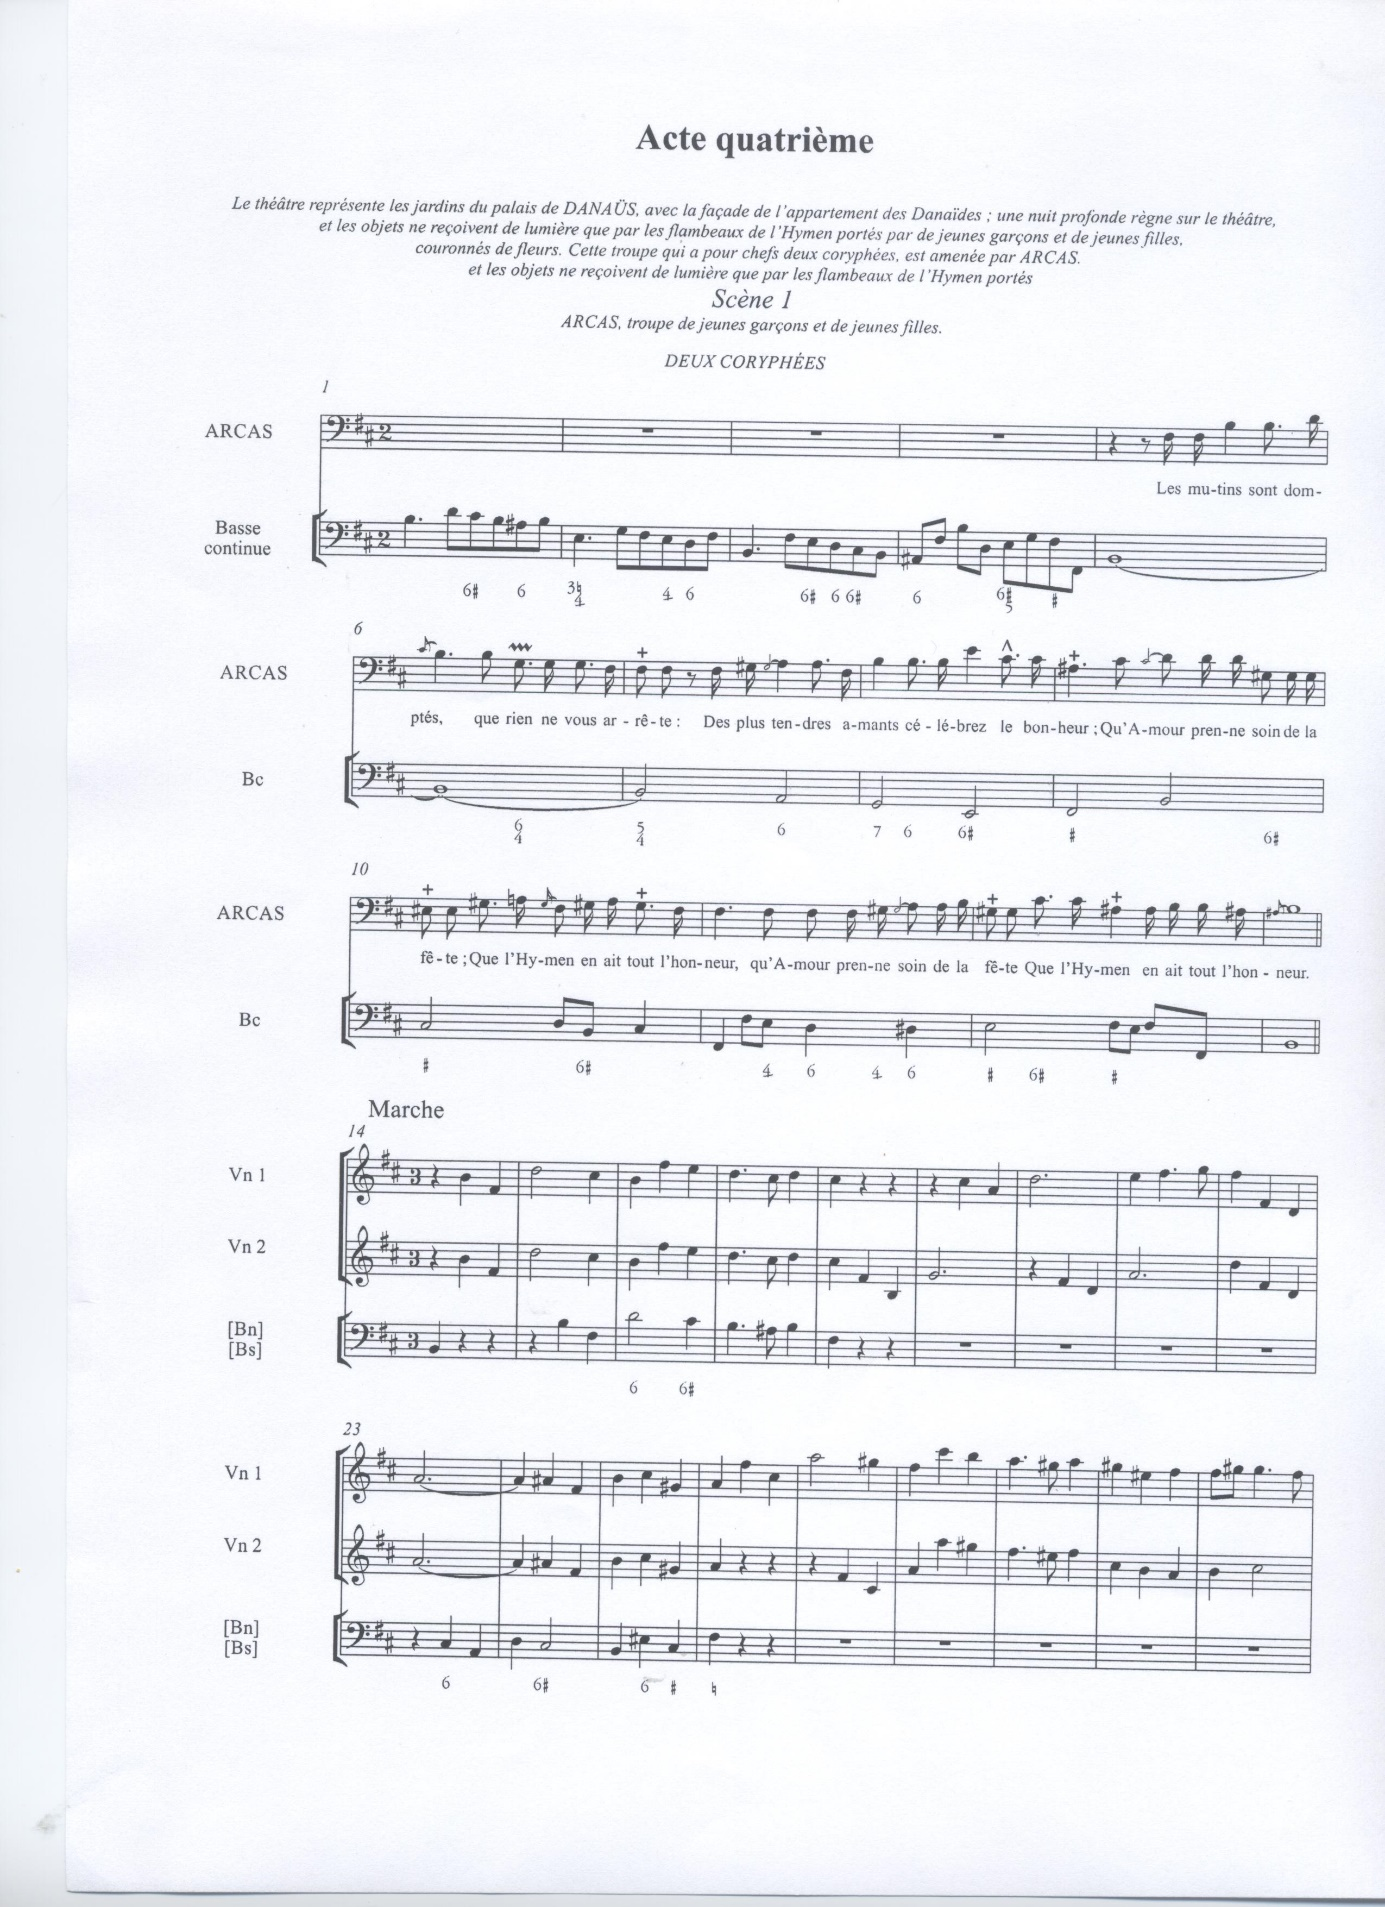 Acte quatrième
Le théâtre représente les jardins du palais de DANAÜS, avec la façade de l'appartement des Danaïdes ; une nuit profonde règne sur le théâtre,
et les objets ne reçoivent de lumière que par les flambeaux de l'Hymen portés par de jeunes garçons et de jeunes filles.
couronnés de fleurs. Cette troupe qui a pour chefs deux coryphées, est amenée par ARCAS.
et les objets ne reçoivent de lumière que par les flambeaux de l'Hymen portés
Scène 1
ARCAS, troupe de jeunes garçons et de jeunes filles.
DEUX CORYPHÉES
1
ARCAS
2
Les mu-tins sont dom-
Basse
continue
2
6# 6 3♮ 4 4 6 6# 6 6# 6 6# 5 #
6
ARCAS
ptés, que rien ne vous ar - rê - te : Des plus ten-dres a-mants cé - lé-brez le bon-heur ; Qu'A-mour pren-ne soin de la
Bc
6 4 5 4 6 7 6 6# # 6#
10
ARCAS
fê - te ; Que l'Hy-men en ait tout l'hon-neur, qu'A-mour pren-ne soin de la fê-te Que l'Hy-men en ait tout l'hon - neur.
Bc
# 6# 4 6 4 6 # 6# #
Marche
14
Vn 1
3
Vn 2
3
[Bn]
[Bs]
3
6 6#
23
Vn 1
Vn 2
[Bn]
[Bs]
6 6# 6 # ♮